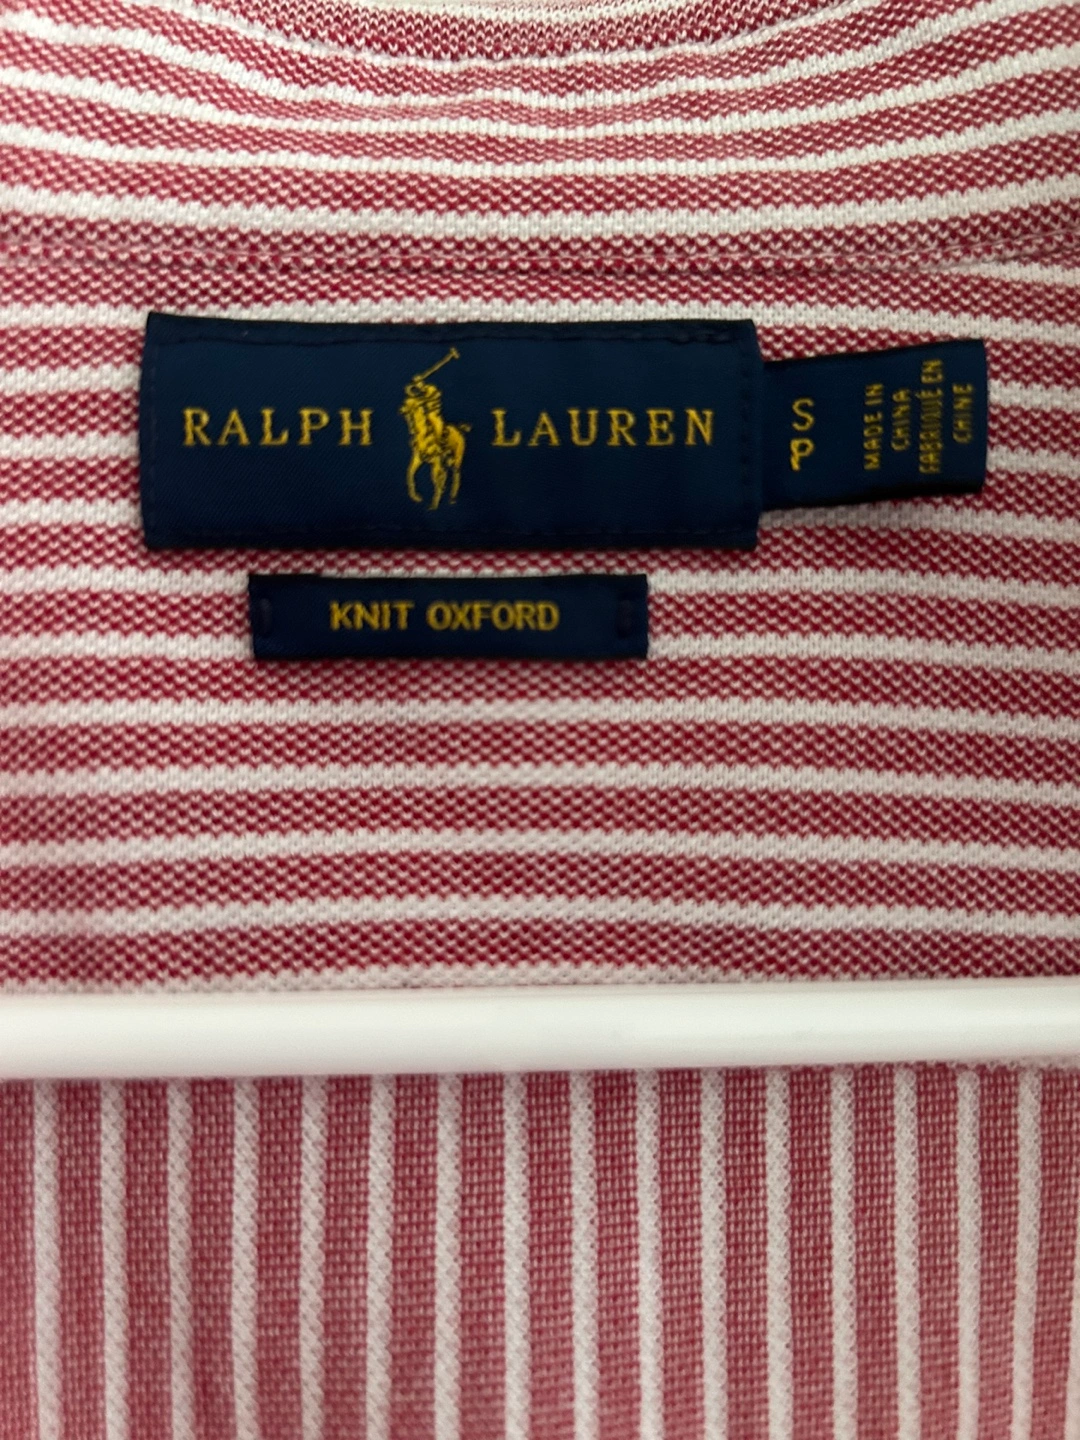 RALPH LAUREN
S
P
MADE IN
CHINA
FABRIQUÉ EN
CHINE
KNIT OXFORD